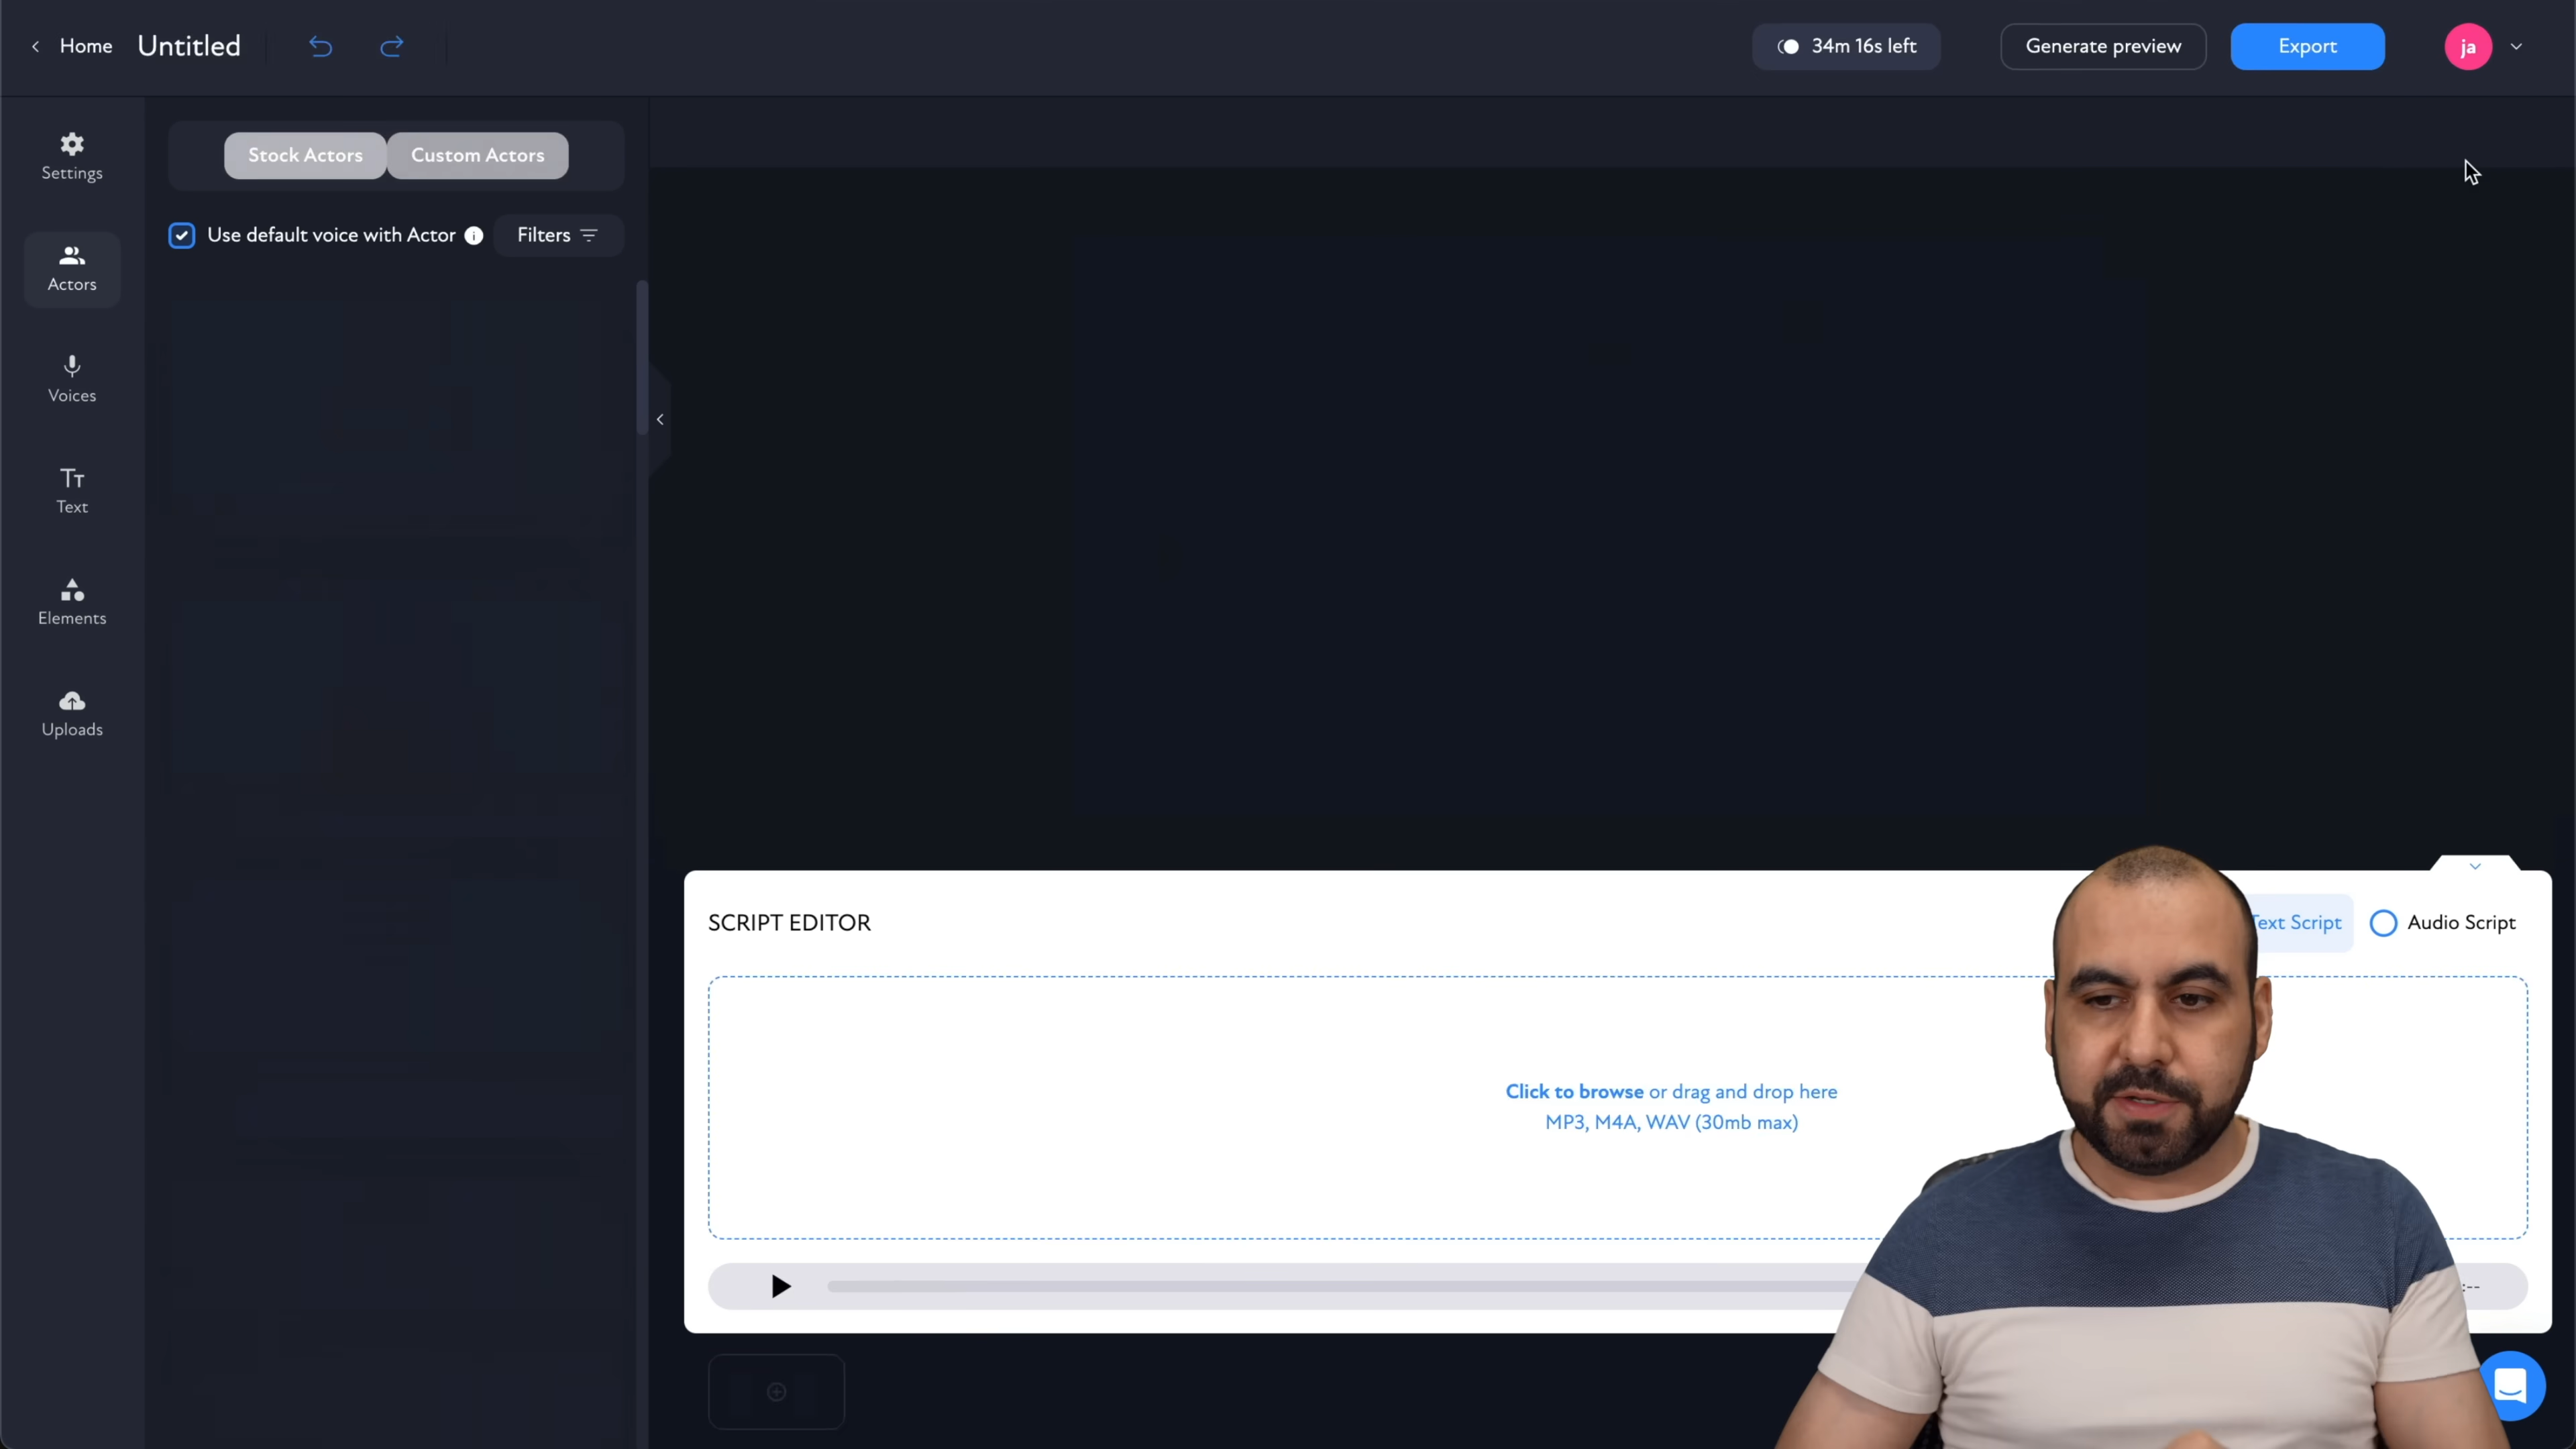 Home
Untitled
34m 16s left
Generate preview
Export
ja
Settings
Actors
Voices
Text
Elements
Uploads
Stock Actors
Custom Actors
Use default voice with Actor
Filters
SCRIPT EDITOR
Text Script
Audio Script
Click to browse or drag and drop here
MP3, M4A, WAV (30mb max)
:--